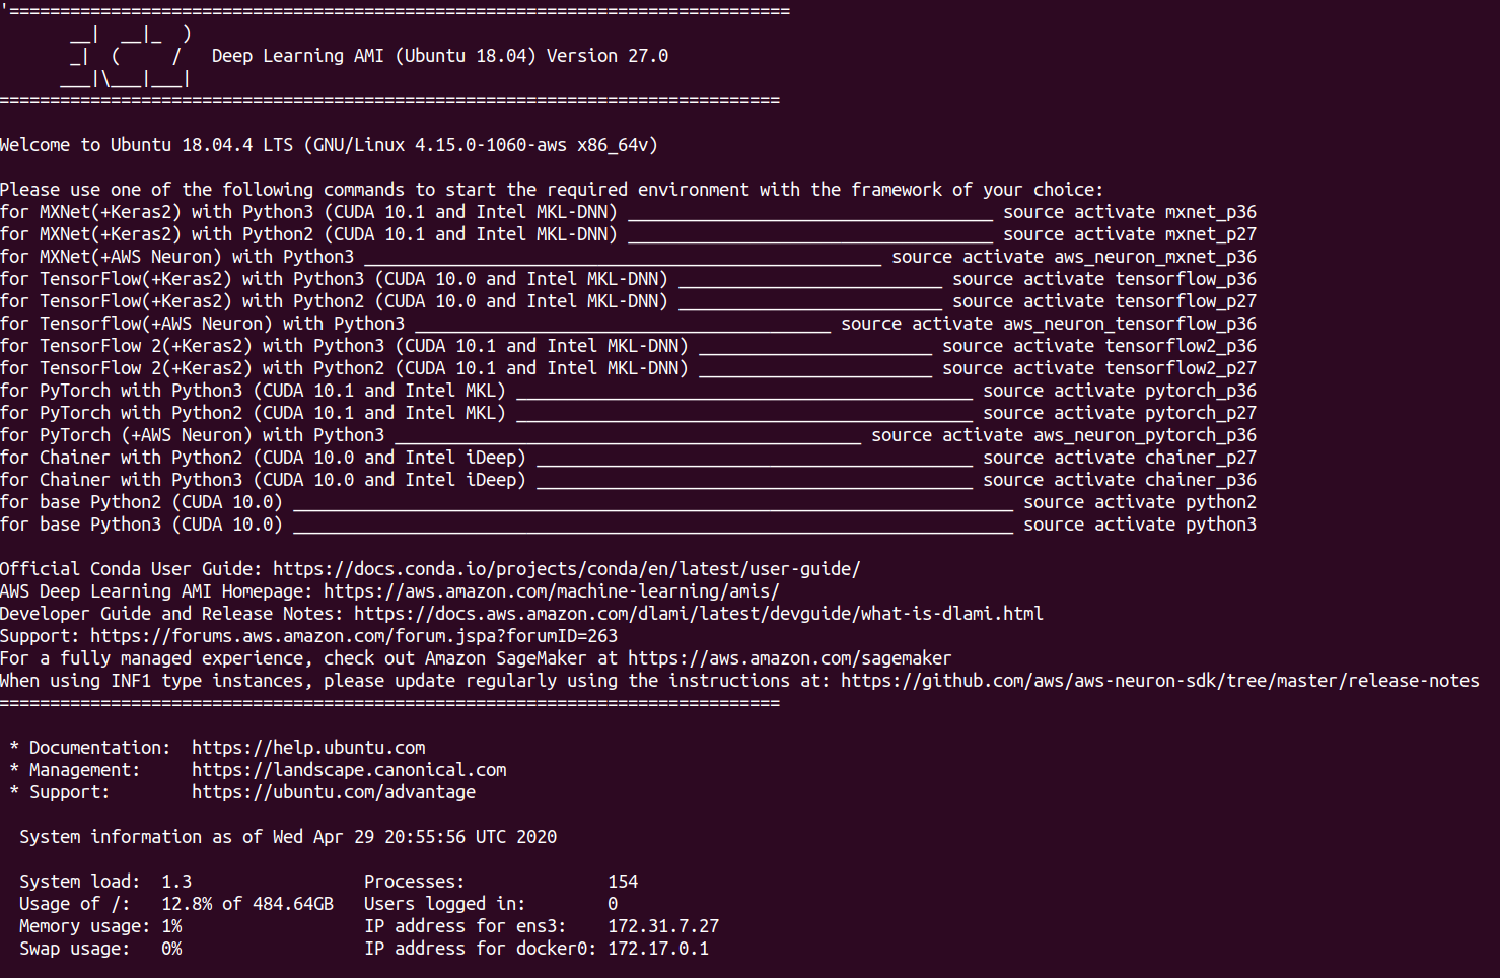 '=============================================================================
       __|  __|_  )
       _|  (     /   Deep Learning AMI (Ubuntu 18.04) Version 27.0
      ___|\___|___|
=============================================================================
Welcome to Ubuntu 18.04.4 LTS (GNU/Linux 4.15.0-1060-aws x86_64v)
Please use one of the following commands to start the required environment with the framework of your choice:
for MXNet(+Keras2) with Python3 (CUDA 10.1 and Intel MKL-DNN) ____________________________________ source activate mxnet_p36
for MXNet(+Keras2) with Python2 (CUDA 10.1 and Intel MKL-DNN) ____________________________________ source activate mxnet_p27
for MXNet(+AWS Neuron) with Python3 ___________________________________________________ source activate aws_neuron_mxnet_p36
for TensorFlow(+Keras2) with Python3 (CUDA 10.0 and Intel MKL-DNN) __________________________ source activate tensorflow_p36
for TensorFlow(+Keras2) with Python2 (CUDA 10.0 and Intel MKL-DNN) __________________________ source activate tensorflow_p27
for Tensorflow(+AWS Neuron) with Python3 _________________________________________ source activate aws_neuron_tensorflow_p36
for TensorFlow 2(+Keras2) with Python3 (CUDA 10.1 and Intel MKL-DNN) _______________________ source activate tensorflow2_p36
for TensorFlow 2(+Keras2) with Python2 (CUDA 10.1 and Intel MKL-DNN) _______________________ source activate tensorflow2_p27
for PyTorch with Python3 (CUDA 10.1 and Intel MKL) _____________________________________________ source activate pytorch_p36
for PyTorch with Python2 (CUDA 10.1 and Intel MKL) _____________________________________________ source activate pytorch_p27
for PyTorch (+AWS Neuron) with Python3 ______________________________________________ source activate aws_neuron_pytorch_p36
for Chainer with Python2 (CUDA 10.0 and Intel iDeep) ___________________________________________ source activate chainer_p27
for Chainer with Python3 (CUDA 10.0 and Intel iDeep) ___________________________________________ source activate chainer_p36
for base Python2 (CUDA 10.0) _______________________________________________________________________ source activate python2
for base Python3 (CUDA 10.0) _______________________________________________________________________ source activate python3
Official Conda User Guide: https://docs.conda.io/projects/conda/en/latest/user-guide/
AWS Deep Learning AMI Homepage: https://aws.amazon.com/machine-learning/amis/
Developer Guide and Release Notes: https://docs.aws.amazon.com/dlami/latest/devguide/what-is-dlami.html
Support: https://forums.aws.amazon.com/forum.jspa?forumID=263
For a fully managed experience, check out Amazon SageMaker at https://aws.amazon.com/sagemaker
When using INF1 type instances, please update regularly using the instructions at: https://github.com/aws/aws-neuron-sdk/tree/master/release-notes
=============================================================================
 * Documentation:  https://help.ubuntu.com
 * Management:     https://landscape.canonical.com
 * Support:        https://ubuntu.com/advantage
  System information as of Wed Apr 29 20:55:56 UTC 2020
  System load:  1.3                 Processes:              154
  Usage of /:   12.8% of 484.64GB   Users logged in:        0
  Memory usage: 1%                  IP address for ens3:    172.31.7.27
  Swap usage:   0%                  IP address for docker0: 172.17.0.1